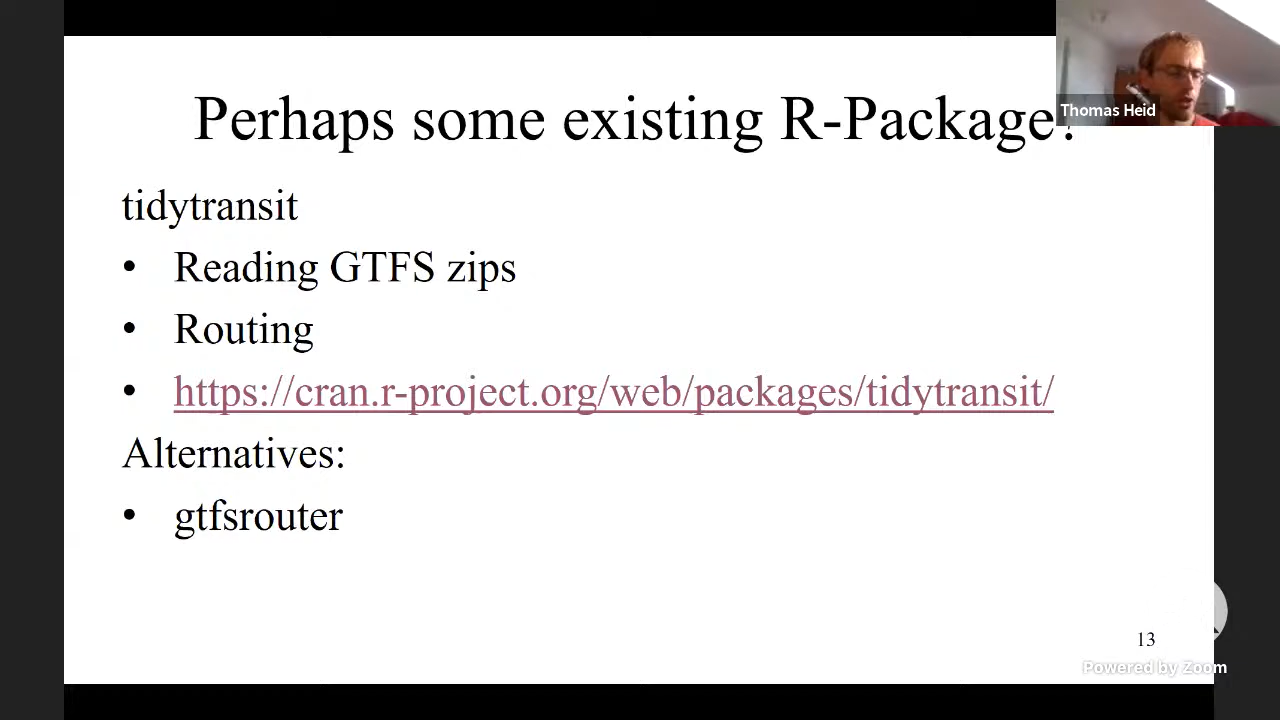 Perhaps some existing R-Package?
Thomas Heid
tidytransit
• Reading GTFS zips
• Routing
• https://cran.r-project.org/web/packages/tidytransit/
Alternatives:
• gtfsrouter
13
Powered by Zoom